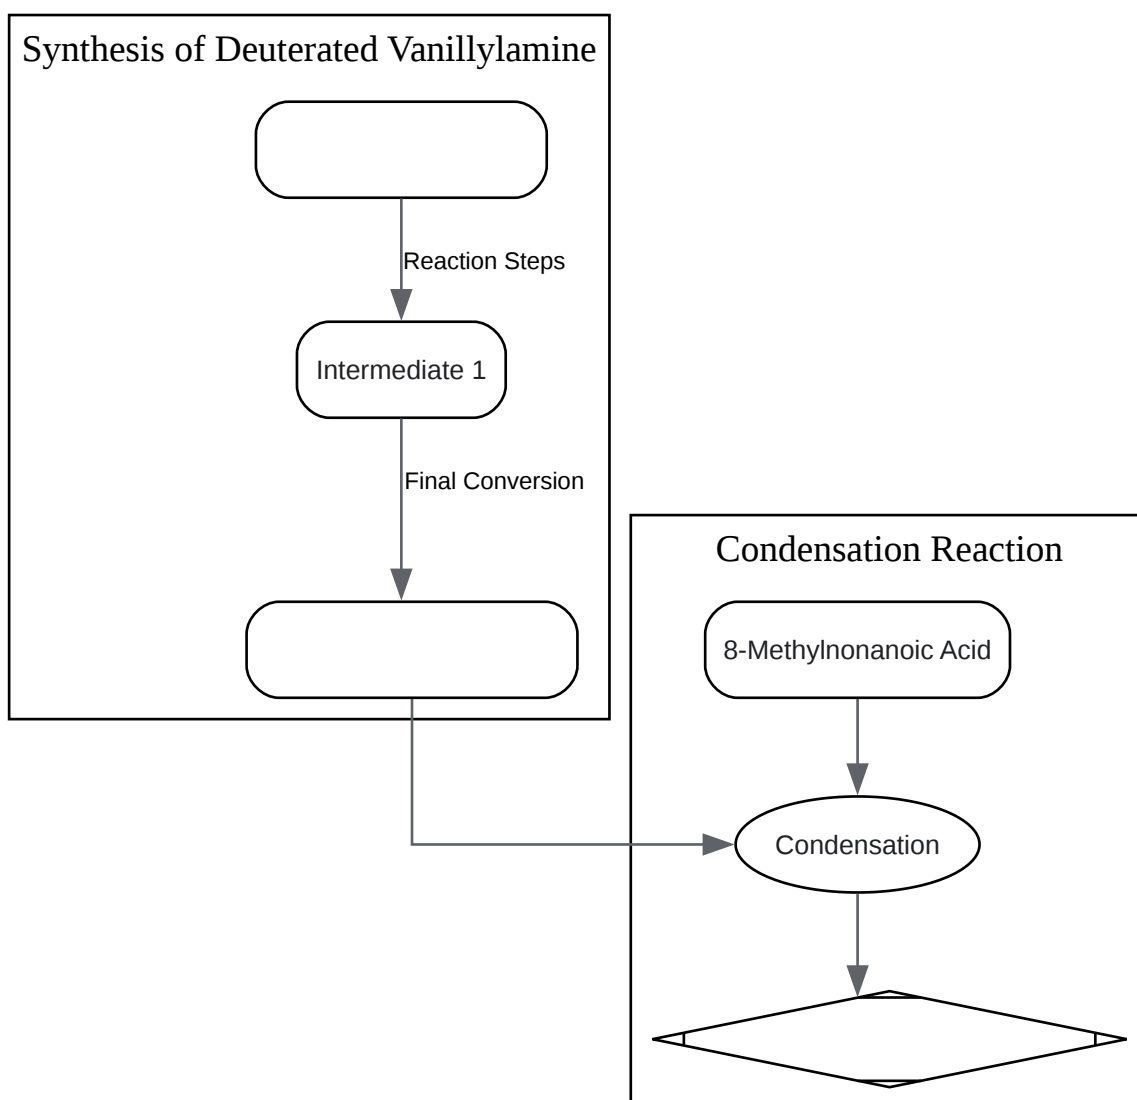 Synthesis of Deuterated Vanillylamine
Reaction Steps
Intermediate 1
Final Conversion
Condensation Reaction
8-Methylnonanoic Acid
Condensation